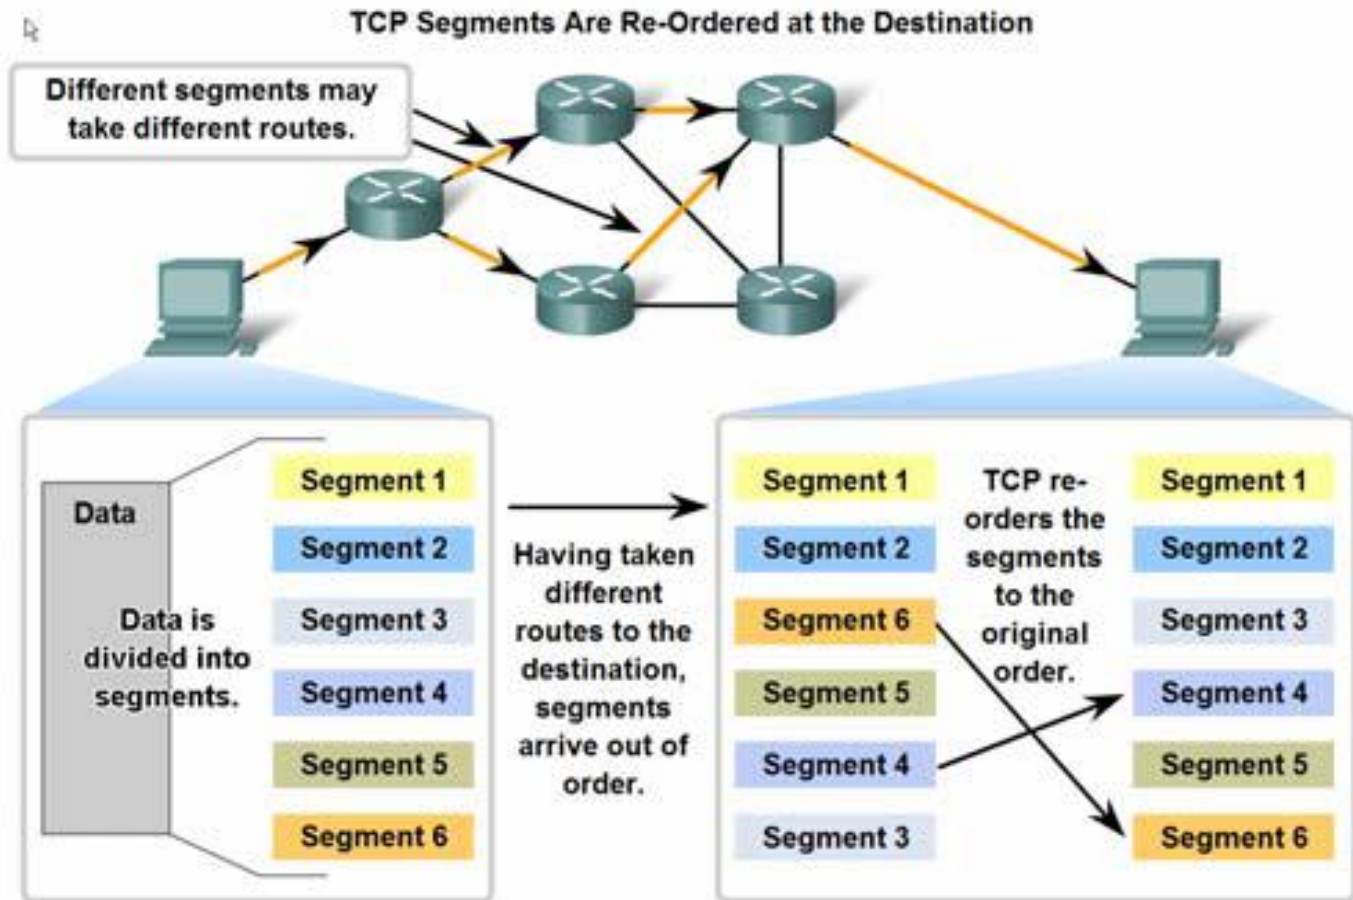 TCP Segments Are Re-Ordered at the Destination
Different segments may
take different routes.
Data
Data is
divided into
segments.
Segment 1
Segment 2
Segment 3
Segment 4
Segment 5
Segment 6
Having taken
different
routes to the
destination,
segments
arrive out of
order.
Segment 1
Segment 2
Segment 6
Segment 5
Segment 4
Segment 3
TCP re-
orders the
segments
to the
original
order.
Segment 1
Segment 2
Segment 3
Segment 4
Segment 5
Segment 6